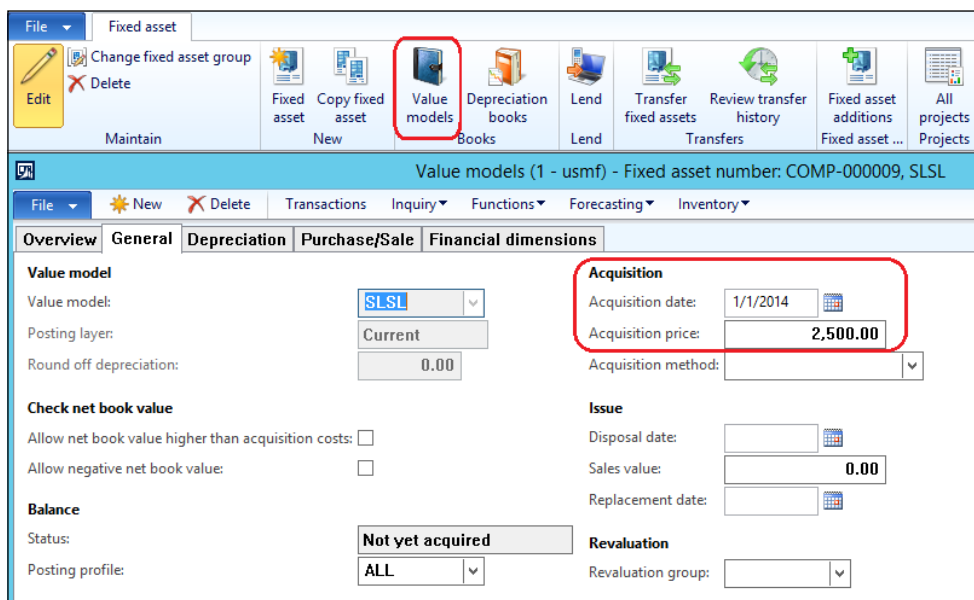 File Fixed asset
Edit
Change fixed asset group
Delete
Fixed asset
Copy fixed asset
Value models
Depreciation books
Lend
Transfer fixed assets
Review transfer history
Fixed asset additions
All projects
Maintain New Books Lend Transfers Fixed asset ... Projects
Value models (1 - usmf) - Fixed asset number: COMP-000009, SLSL
File New Delete Transactions Inquiry Functions Forecasting Inventory
Overview General Depreciation Purchase/Sale Financial dimensions
Value model
Value model: SLSL
Posting layer: Current
Round off depreciation: 0.00
Check net book value
Allow net book value higher than acquisition costs:
Allow negative net book value:
Balance
Status: Not yet acquired
Posting profile: ALL
Acquisition
Acquisition date: 1/1/2014
Acquisition price: 2,500.00
Acquisition method:
Issue
Disposal date:
Sales value: 0.00
Replacement date:
Revaluation
Revaluation group: